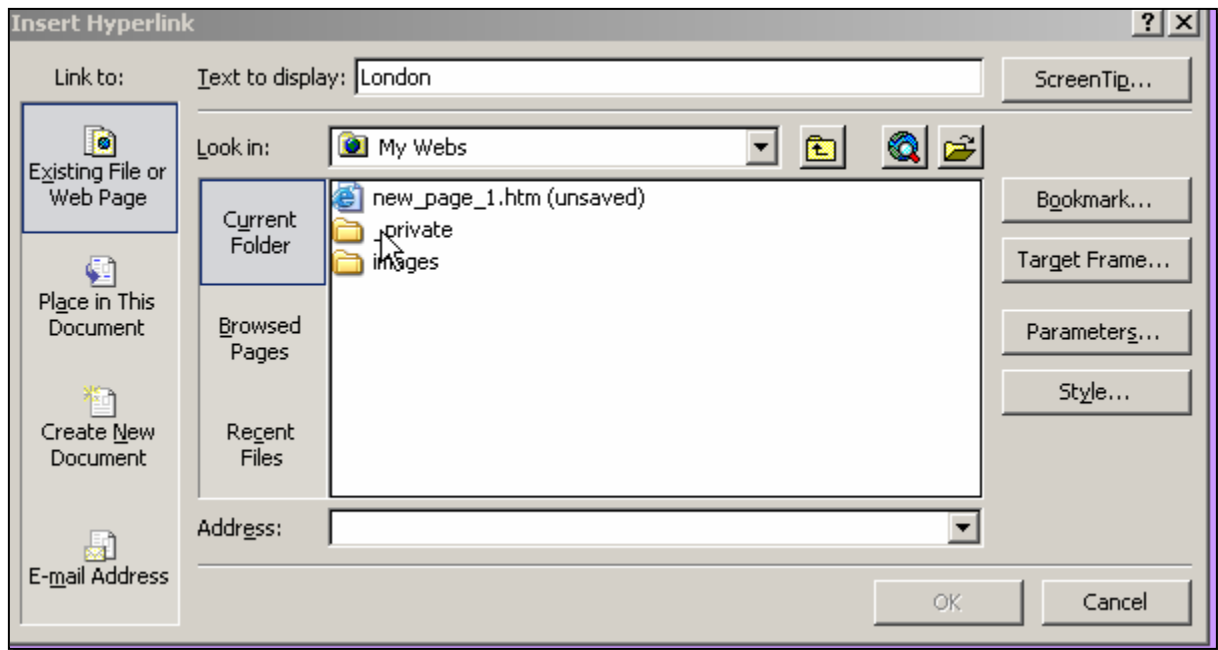 Insert Hyperlink
Link to:
Text to display: London
ScreenTip...
Existing File or
Web Page
Look in: My Webs
Current
Folder
new_page_1.htm (unsaved)
_private
images
Bookmark...
Target Frame...
Place in This
Document
Browsed
Pages
Parameters...
Style...
Create New
Document
Recent
Files
Address:
E-mail Address
OK
Cancel